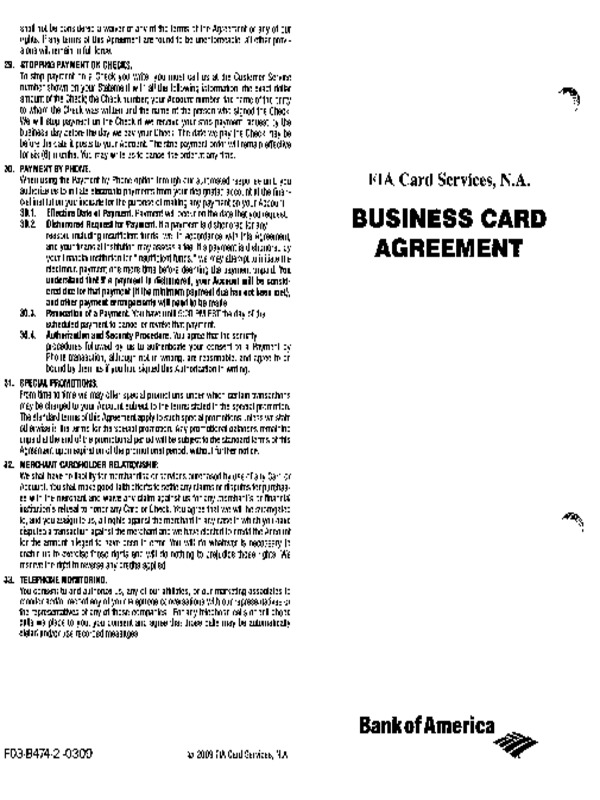 shall not be considered a waiver of any of the terms of the Agreement or any of our
rights. If any terms of this Agreement are found to be unenforceable, all other provi-
sions will remain in full force.
29. STOPPING PAYMENT ON CHECKS.
To stop payment on a Check you write, you must call us at the Customer Service
number shown on your Statement with all the following information: the exact dollar
amount of the Check; the Check number; your Account number; the name of the party
to whom the Check was written and the name of the person who signed the Check.
We will stop payment on the Check if we receive your stop payment request by the
business day before the day we pay your Check. The date we pay the Check may be
before the date it posts to your Account. The stop payment order will remain effective
for six (6) months. You may write us to cancel the order at any time.
30. PAYMENT BY PHONE.
When using the Payment by Phone option through our automated response unit, you
authorize us to initiate electronic payments from your designated account at the finan-
cial institution you indicate for the purpose of making any payment on your Account.
30.1. Effective Date of Payment. Payment will occur on the date that you request.
30.2. Dishonored Request for Payment. If a payment is dishonored for any
reason, including insufficient funds, we, in accordance with this Agreement,
and your financial institution may assess a fee. If a payment is dishonored by
your financial institution for "insufficient funds," we may attempt to initiate the
electronic payment one more time before deeming the payment unpaid. You
understand that if a payment is dishonored, your Account will be consid-
ered due for that payment (if the minimum payment due has not been met),
and other payment arrangements will need to be made.
30.3. Revocation of a Payment. You have until 5:00 PM EST the day of the
scheduled payment to cancel or revoke that payment.
30.4. Authorization and Security Procedure. You agree that the security
procedures followed by us to authenticate your consent to a Payment by
Phone transaction, although not in writing, are reasonable, and agree to be
bound by them as if you had signed this Authorization in writing.
31. SPECIAL PROMOTIONS.
From time to time we may offer special promotions under which certain transactions
may be charged to your Account subject to the terms stated in the special promotion.
The standard terms of this Agreement apply to such special promotions unless we state
otherwise in the terms for the special promotion. Any promotional balances remaining
unpaid at the end of the promotional period will be subject to the standard terms of this
Agreement upon expiration of the promotional period, without further notice.
32. MERCHANT CARDHOLDER RELATIONSHIP.
We shall have no liability for merchandise or services purchased by use of any Card or
Account. You shall make good faith efforts to settle any claims or disputes for purchas-
es with the merchant and waive any claim against us for any merchant's or financial
institution's refusal to honor any Card or Check. You agree that we will be subrogated
to, and you assign to us, all rights against the merchant in any case in which you have
disputed a transaction against the merchant and we have elected to credit the Account
for the amount alleged to have been in error. You will do whatever is necessary to
enable us to exercise those rights and will do nothing to prejudice those rights. We
reserve the right to reverse any credits applied.
33. TELEPHONE MONITORING.
You consent to and authorize us, any of our affiliates, or our marketing associates to
monitor and/or record any of your telephone conversations with our representatives or
the representatives of any of those companies. For any telephone calls or cell phone
calls we place to you, you consent and agree that those calls may be automatically
dialed and/or use recorded messages.
FD3-B474-2-0309
© 2009 FIA Card Services, N.A.
FIA Card Services, N.A.
BUSINESS CARD
AGREEMENT
Bank of America